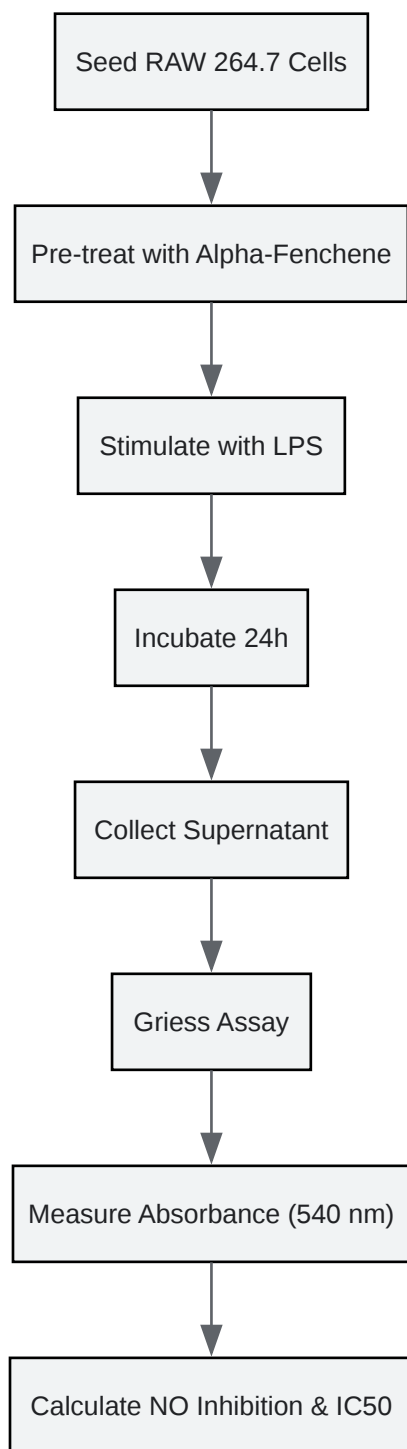 Seed RAW 264.7 Cells
Pre-treat with Alpha-Fenchene
Stimulate with LPS
Incubate 24h
Collect Supernatant
Griess Assay
Measure Absorbance (540 nm)
Calculate NO Inhibition & IC50